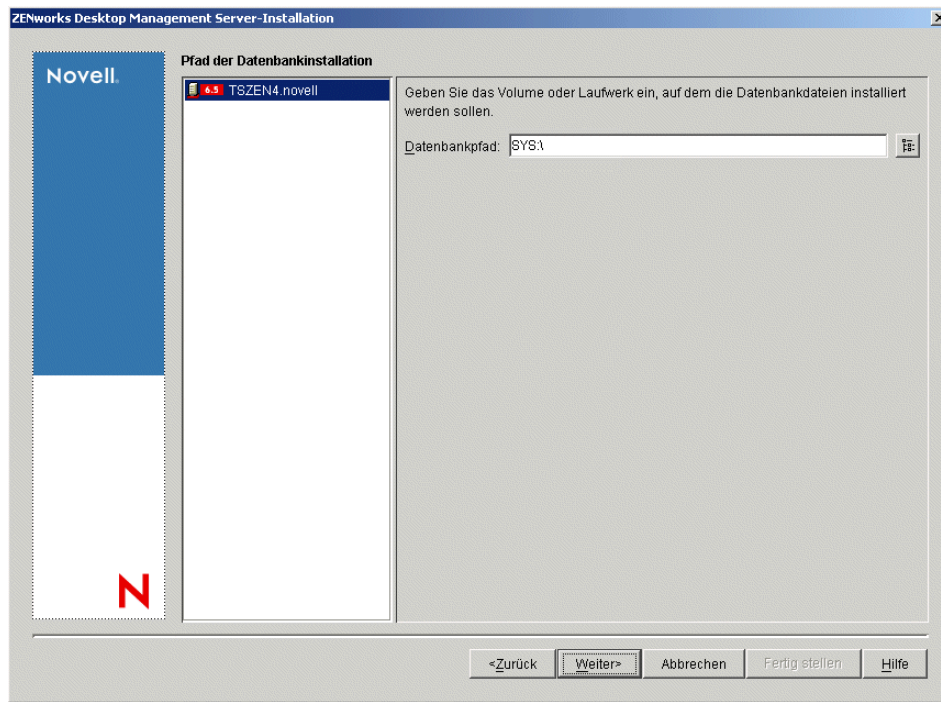 ZENworks Desktop Management Server-Installation
Novell.
Pfad der Datenbankinstallation
6.5 TSZEN4.novell
Geben Sie das Volume oder Laufwerk ein, auf dem die Datenbankdateien installiert
werden sollen.
Datenbankpfad: SYS:\
N
<Zurück Weiter> Abbrechen Fertig stellen Hilfe